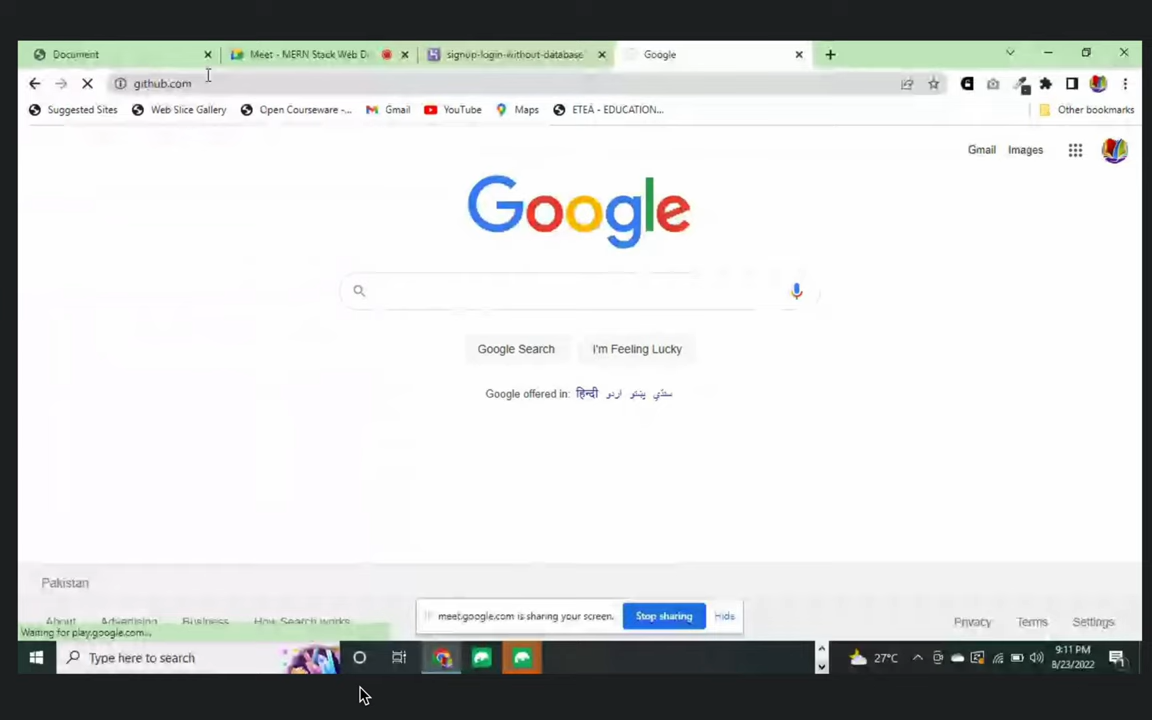 Document
Meet - MERN Stack Web D
signup-login-without-database
Google
github.com
Suggested Sites
Web Slice Gallery
Open Courseware -...
Gmail
YouTube
Maps
ETEA - EDUCATION...
Other bookmarks
Gmail
Images
Google
Google Search
I'm Feeling Lucky
Google offered in: हिन्दी اردو پښتو سنڌي
Pakistan
meet.google.com is sharing your screen.
Stop sharing
Hide
About
Advertising
Business
How Search works
Privacy
Terms
Settings
Waiting for play.google.com...
Type here to search
27°C
9:11 PM
8/23/2022
1